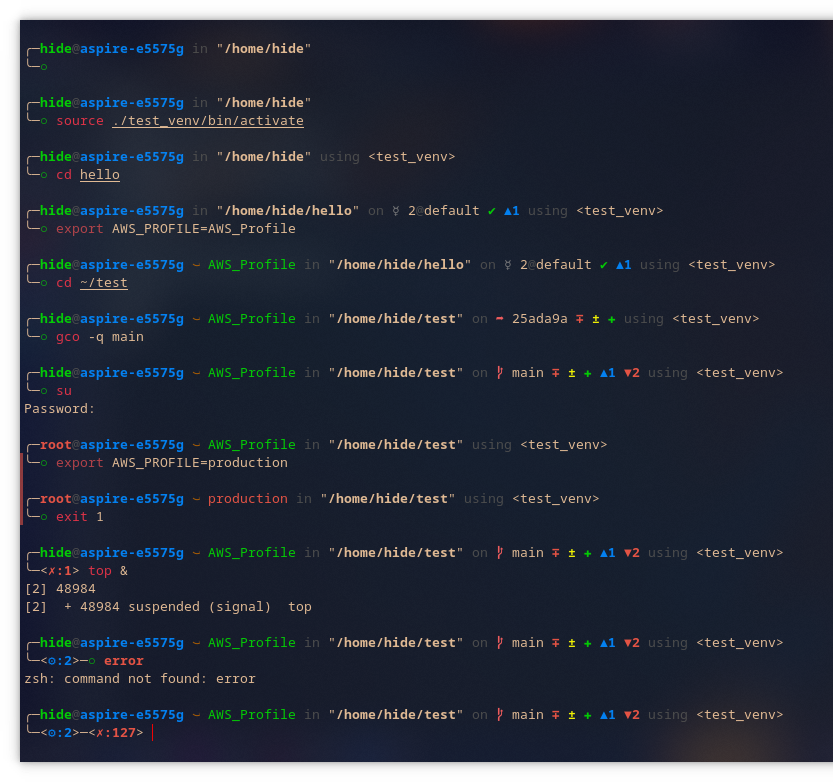 ╭─hide@aspire-e5575g in "/home/hide"
╰─○
╭─hide@aspire-e5575g in "/home/hide"
╰─○ source ./test_venv/bin/activate
╭─hide@aspire-e5575g in "/home/hide" using <test_venv>
╰─○ cd hello
╭─hide@aspire-e5575g in "/home/hide/hello" on ☿ 2@default ✔ ▲1 using <test_venv>
╰─○ export AWS_PROFILE=AWS_Profile
╭─hide@aspire-e5575g ⌣ AWS_Profile in "/home/hide/hello" on ☿ 2@default ✔ ▲1 using <test_venv>
╰─○ cd ~/test
╭─hide@aspire-e5575g ⌣ AWS_Profile in "/home/hide/test" on ➦ 25ada9a ∓ ± + using <test_venv>
╰─○ gco -q main
╭─hide@aspire-e5575g ⌣ AWS_Profile in "/home/hide/test" on ᚴ main ∓ ± + ▲1 ▼2 using <test_venv>
╰─○ su
Password:
╭─root@aspire-e5575g ⌣ AWS_Profile in "/home/hide/test" using <test_venv>
╰─○ export AWS_PROFILE=production
╭─root@aspire-e5575g ⌣ production in "/home/hide/test" using <test_venv>
╰─○ exit 1
╭─hide@aspire-e5575g ⌣ AWS_Profile in "/home/hide/test" on ᚴ main ∓ ± + ▲1 ▼2 using <test_venv>
╰─<✗:1> top &
[2] 48984
[2]  + 48984 suspended (signal)  top
╭─hide@aspire-e5575g ⌣ AWS_Profile in "/home/hide/test" on ᚴ main ∓ ± + ▲1 ▼2 using <test_venv>
╰─<⚙:2>─○ error
zsh: command not found: error
╭─hide@aspire-e5575g ⌣ AWS_Profile in "/home/hide/test" on ᚴ main ∓ ± + ▲1 ▼2 using <test_venv>
╰─<⚙:2>─<✗:127>